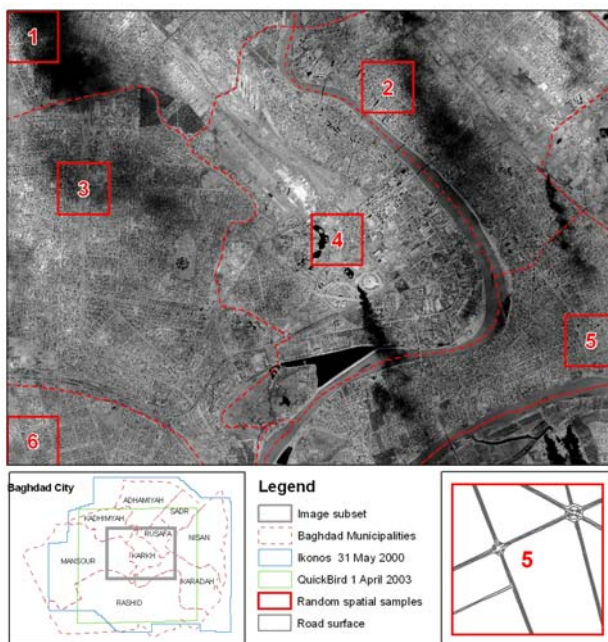 1
2
3
4
5
6
Baghdad City
ADHAMIYAH
SADR
KADHIMIYAH
RUSAFA
NISAN
KARKH
MANSOUR
KARADAH
RASHID
Legend
Image subset
Baghdad Municipalities
Ikonos 31 May 2000
QuickBird 1 April 2003
Random spatial samples
Road surface
5